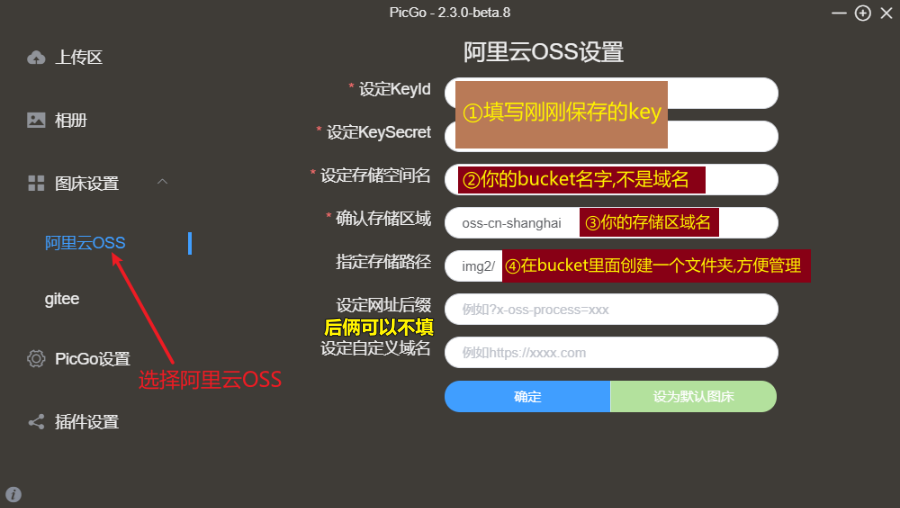 PicGo - 2.3.0-beta.8
上传区
相册
图床设置
阿里云OSS
gitee
PicGo设置
选择阿里云OSS
插件设置
阿里云OSS设置
* 设定KeyId
①填写刚刚保存的key
* 设定KeySecret
* 设定存储空间名
②你的bucket名字,不是域名
* 确认存储区域
oss-cn-shanghai
③你的存储区域名
指定存储路径
img2/
④在bucket里面创建一个文件夹,方便管理
设定网址后缀
例如?x-oss-process=xxx
后俩可以不填
设定自定义域名
例如https://xxxx.com
确定
设为默认图床